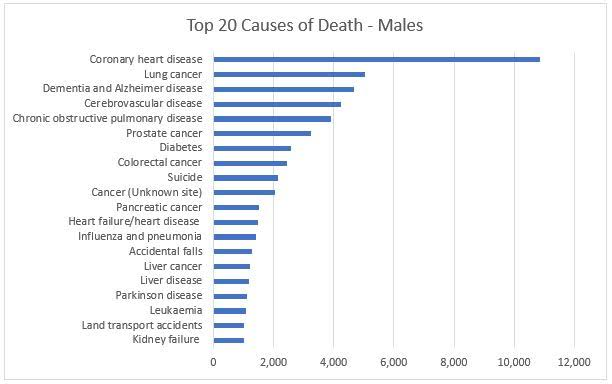 Top 20 Causes of Death - Males
Coronary heart disease
Lung cancer
Dementia and Alzheimer disease
Cerebrovascular disease
Chronic obstructive pulmonary disease
Prostate cancer
Diabetes
Colorectal cancer
Suicide
Cancer (Unknown site)
Pancreatic cancer
Heart failure/heart disease
Influenza and pneumonia
Accidental falls
Liver cancer
Liver disease
Parkinson disease
Leukaemia
Land transport accidents
Kidney failure
0 2,000 4,000 6,000 8,000 10,000 12,000